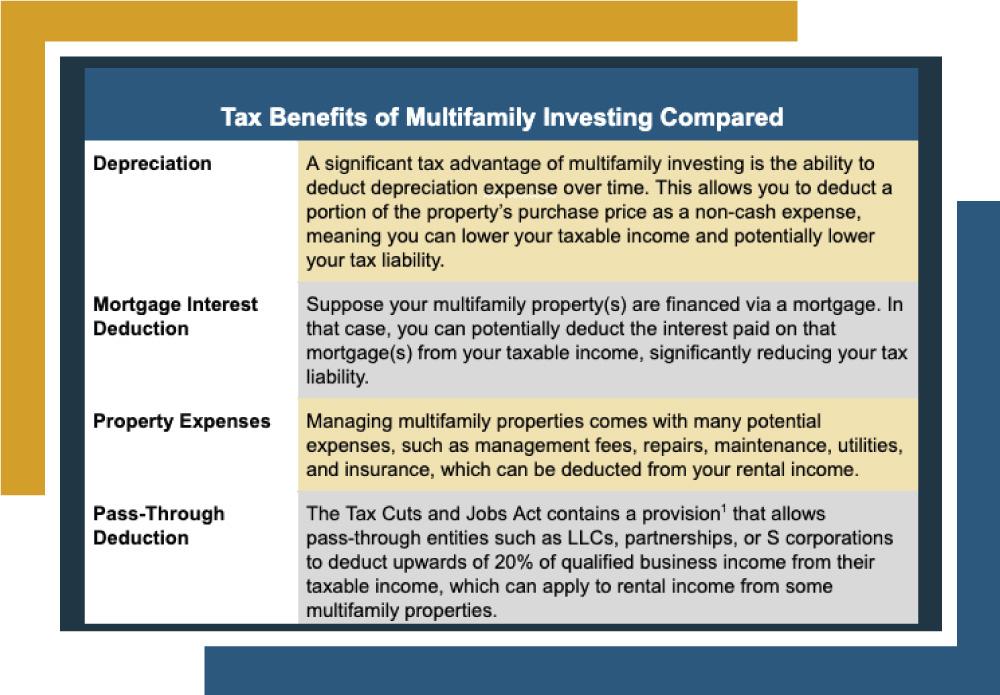 Tax Benefits of Multifamily Investing Compared
Depreciation
A significant tax advantage of multifamily investing is the ability to
deduct depreciation expense over time. This allows you to deduct a
portion of the property’s purchase price as a non-cash expense,
meaning you can lower your taxable income and potentially lower
your tax liability.
Mortgage Interest
Deduction
Suppose your multifamily property(s) are financed via a mortgage. In
that case, you can potentially deduct the interest paid on that
mortgage(s) from your taxable income, significantly reducing your tax
liability.
Property Expenses
Managing multifamily properties comes with many potential
expenses, such as management fees, repairs, maintenance, utilities,
and insurance, which can be deducted from your rental income.
Pass-Through
Deduction
The Tax Cuts and Jobs Act contains a provision¹ that allows
pass-through entities such as LLCs, partnerships, or S corporations
to deduct upwards of 20% of qualified business income from their
taxable income, which can apply to rental income from some
multifamily properties.